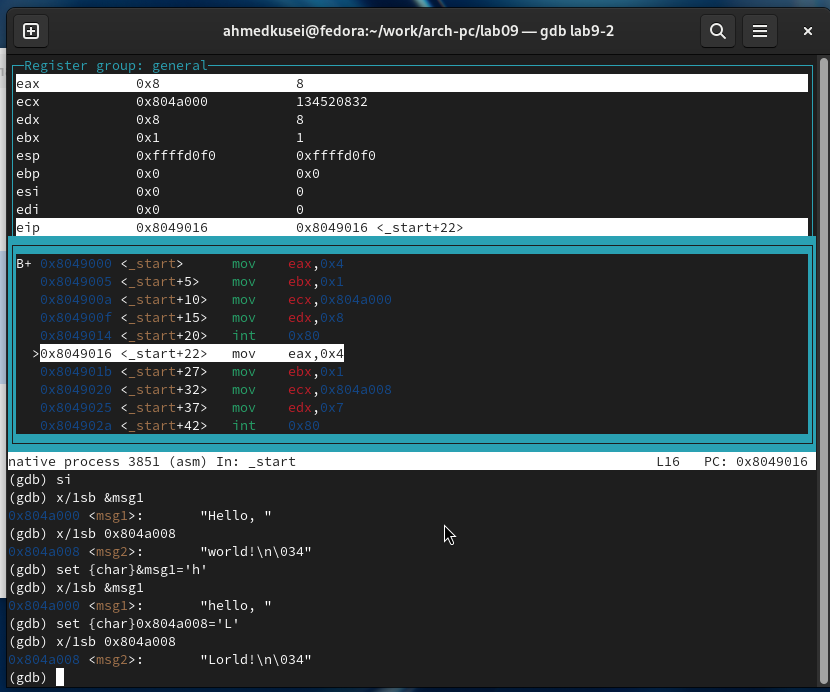 ahmedkusei@fedora:~/work/arch-pc/lab09 — gdb lab9-2
Register group: general
eax 0x8 8
ecx 0x804a000 134520832
edx 0x8 8
ebx 0x1 1
esp 0xffffd0f0 0xffffd0f0
ebp 0x0 0x0
esi 0x0 0
edi 0x0 0
eip 0x8049016 0x8049016 <_start+22>
B+ 0x8049000 <_start> mov eax,0x4
0x8049005 <_start+5> mov ebx,0x1
0x804900a <_start+10> mov ecx,0x804a000
0x804900f <_start+15> mov edx,0x8
0x8049014 <_start+20> int 0x80
>0x8049016 <_start+22> mov eax,0x4
0x804901b <_start+27> mov ebx,0x1
0x8049020 <_start+32> mov ecx,0x804a008
0x8049025 <_start+37> mov edx,0x7
0x804902a <_start+42> int 0x80
native process 3851 (asm) In: _start L16 PC: 0x8049016
(gdb) si
(gdb) x/1sb &msg1
0x804a000 <msg1>: "Hello, "
(gdb) x/1sb 0x804a008
0x804a008 <msg2>: "world!\n\034"
(gdb) set {char}&msg1='h'
(gdb) x/1sb &msg1
0x804a000 <msg1>: "hello, "
(gdb) set {char}0x804a008='L'
(gdb) x/1sb 0x804a008
0x804a008 <msg2>: "Lorld!\n\034"
(gdb)